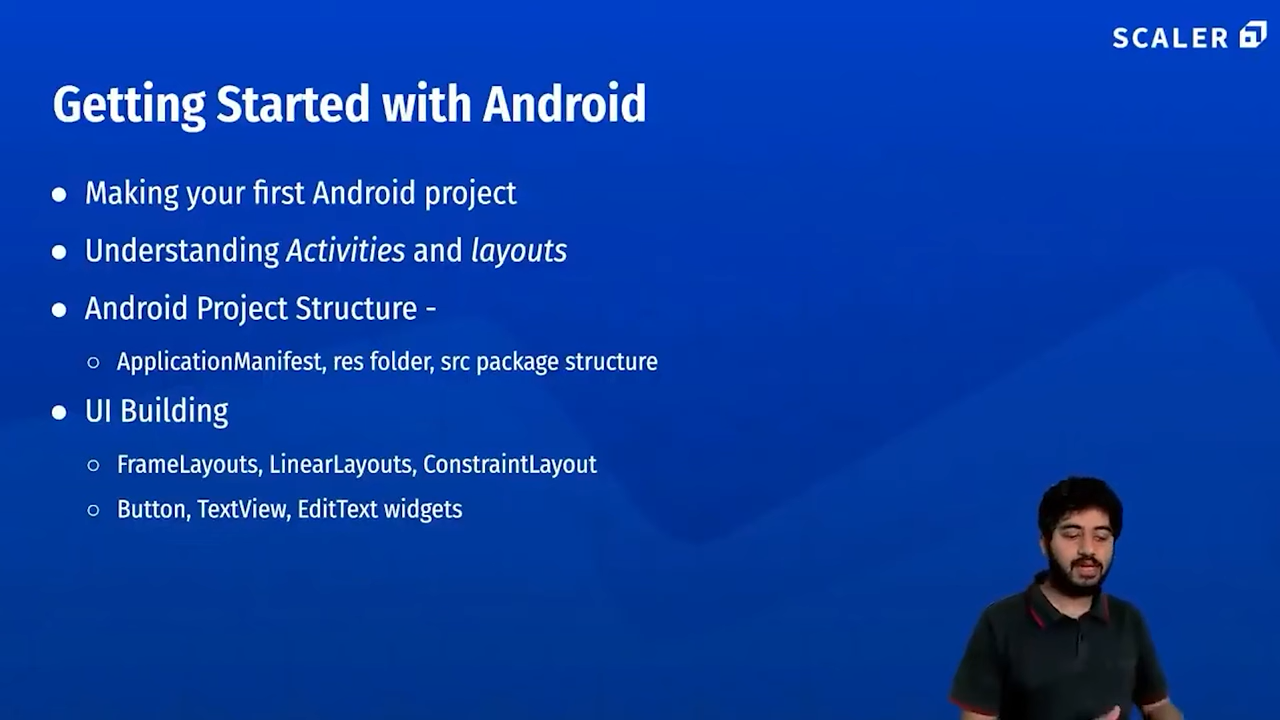 SCALER
Getting Started with Android
● Making your first Android project
● Understanding Activities and layouts
● Android Project Structure -
○ ApplicationManifest, res folder, src package structure
● UI Building
○ FrameLayouts, LinearLayouts, ConstraintLayout
○ Button, TextView, EditText widgets